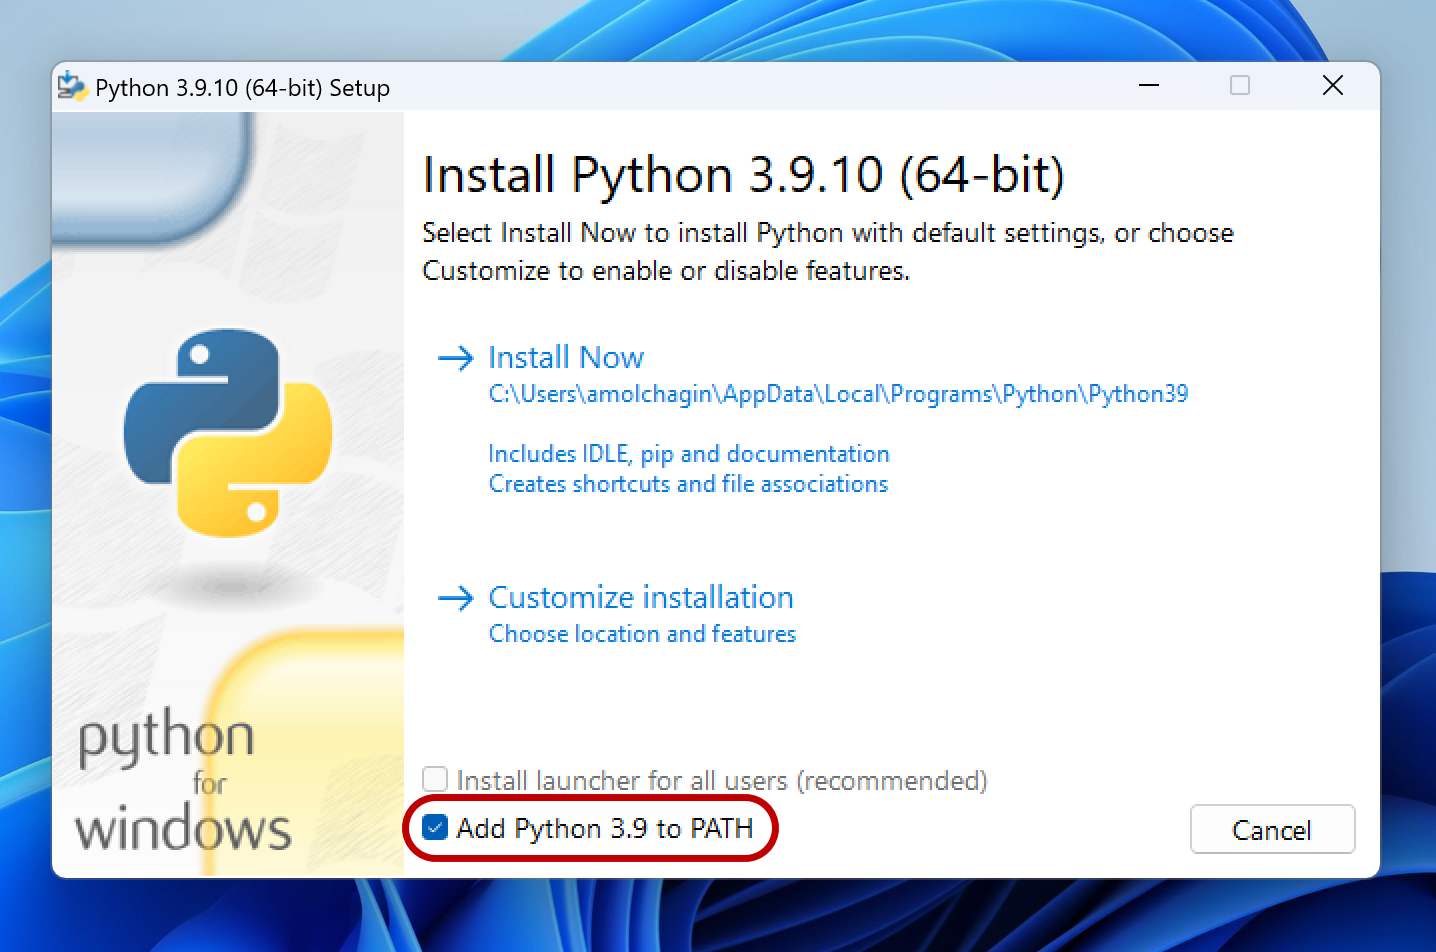 Python 3.9.10 (64-bit) Setup
Install Python 3.9.10 (64-bit)
Select Install Now to install Python with default settings, or choose
Customize to enable or disable features.
Install Now
C:\Users\amolchagin\AppData\Local\Programs\Python\Python39
Includes IDLE, pip and documentation
Creates shortcuts and file associations
Customize installation
Choose location and features
python
for
windows
Install launcher for all users (recommended)
Add Python 3.9 to PATH
Cancel